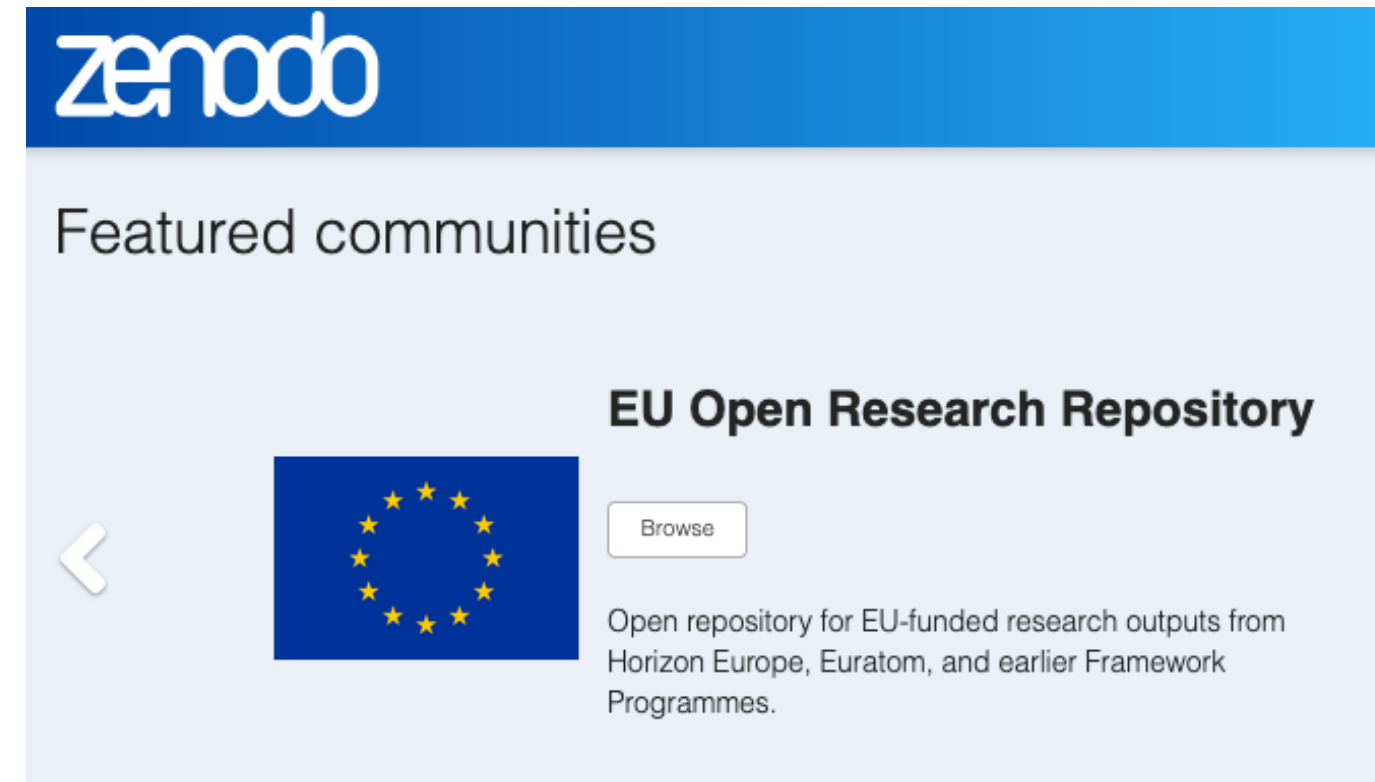 zenodo
Featured communities
EU Open Research Repository
Browse
Open repository for EU-funded research outputs from
Horizon Europe, Euratom, and earlier Framework
Programmes.